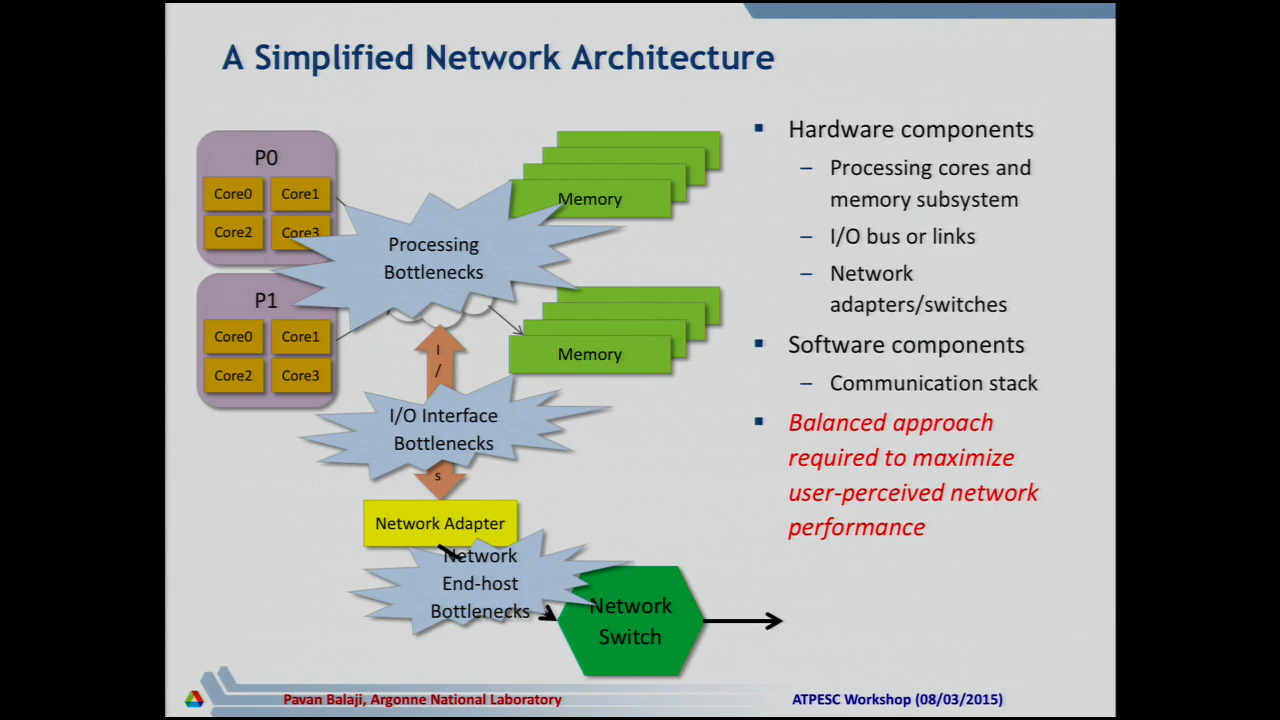 A Simplified Network Architecture
P0
Core0
Core1
Core2
Core3
P1
Core0
Core1
Core2
Core3
Memory
Memory
Processing
Bottlenecks
I
/
s
I/O Interface
Bottlenecks
Network Adapter
Network
End-host
Bottlenecks
Network
Switch
▪ Hardware components
– Processing cores and
memory subsystem
– I/O bus or links
– Network
adapters/switches
▪ Software components
– Communication stack
▪ Balanced approach
required to maximize
user-perceived network
performance
Pavan Balaji, Argonne National Laboratory
ATPESC Workshop (08/03/2015)